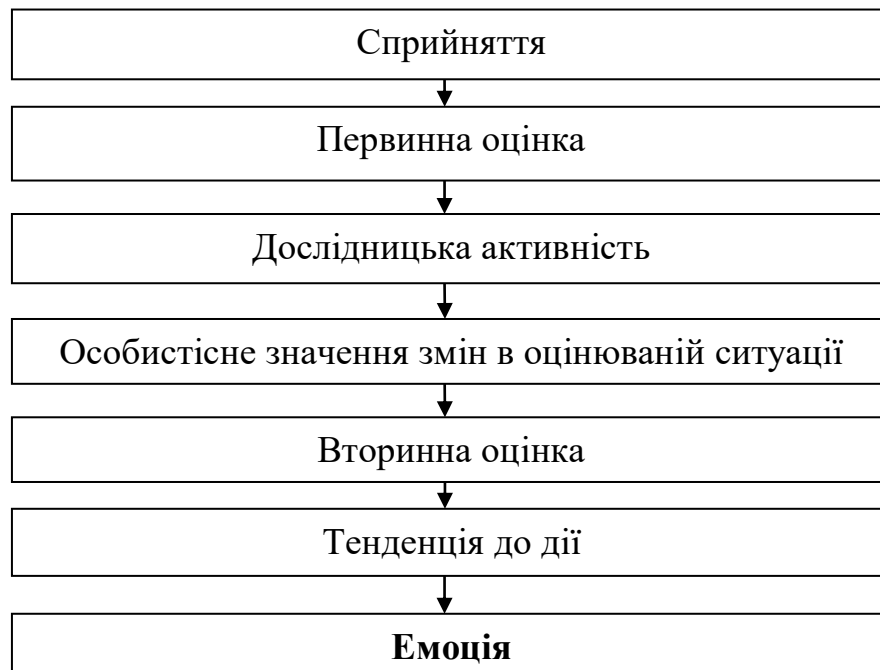 Сприйняття
Первинна оцінка
Дослідницька активність
Особистісне значення змін в оцінюваній ситуації
Вторинна оцінка
Тенденція до дії
Емоція